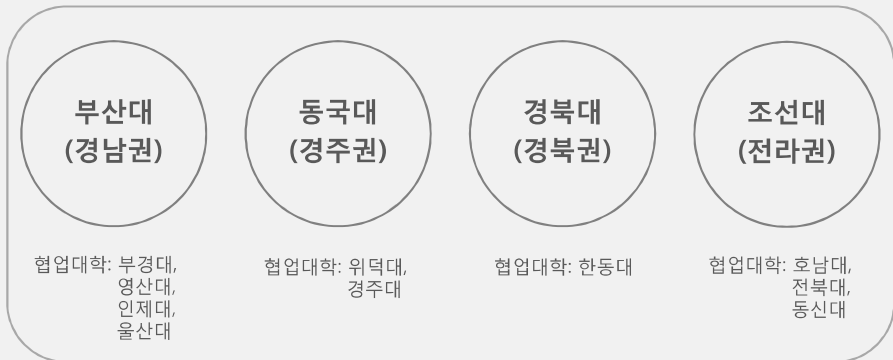 부산대
(경남권)
협업대학: 부경대,
영산대,
인제대,
울산대
동국대
(경주권)
협업대학: 위덕대,
경주대
경북대
(경북권)
협업대학: 한동대
조선대
(전라권)
협업대학: 호남대,
전북대,
동신대